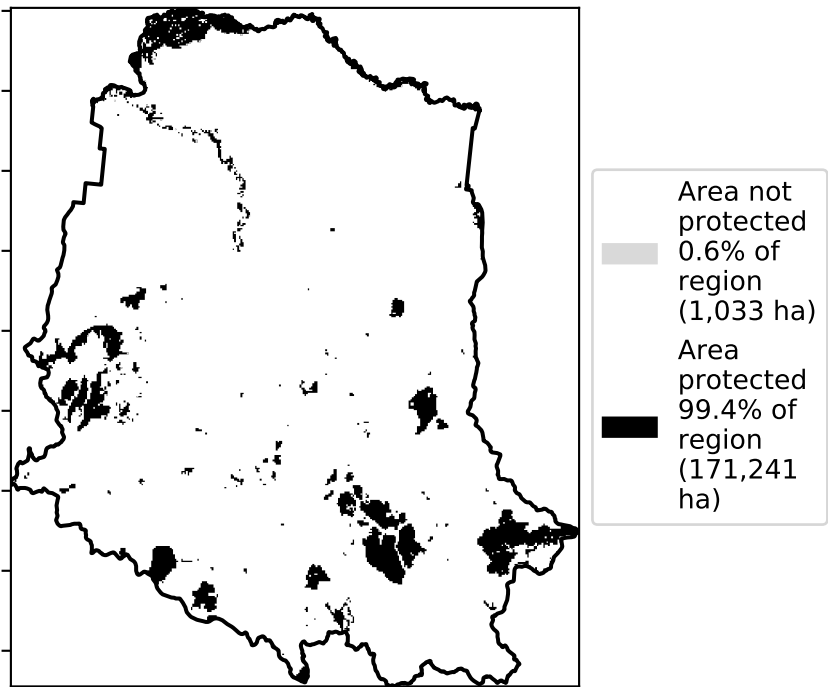 Area not
protected
0.6% of
region
(1,033 ha)
Area
protected
99.4% of
region
(171,241
ha)